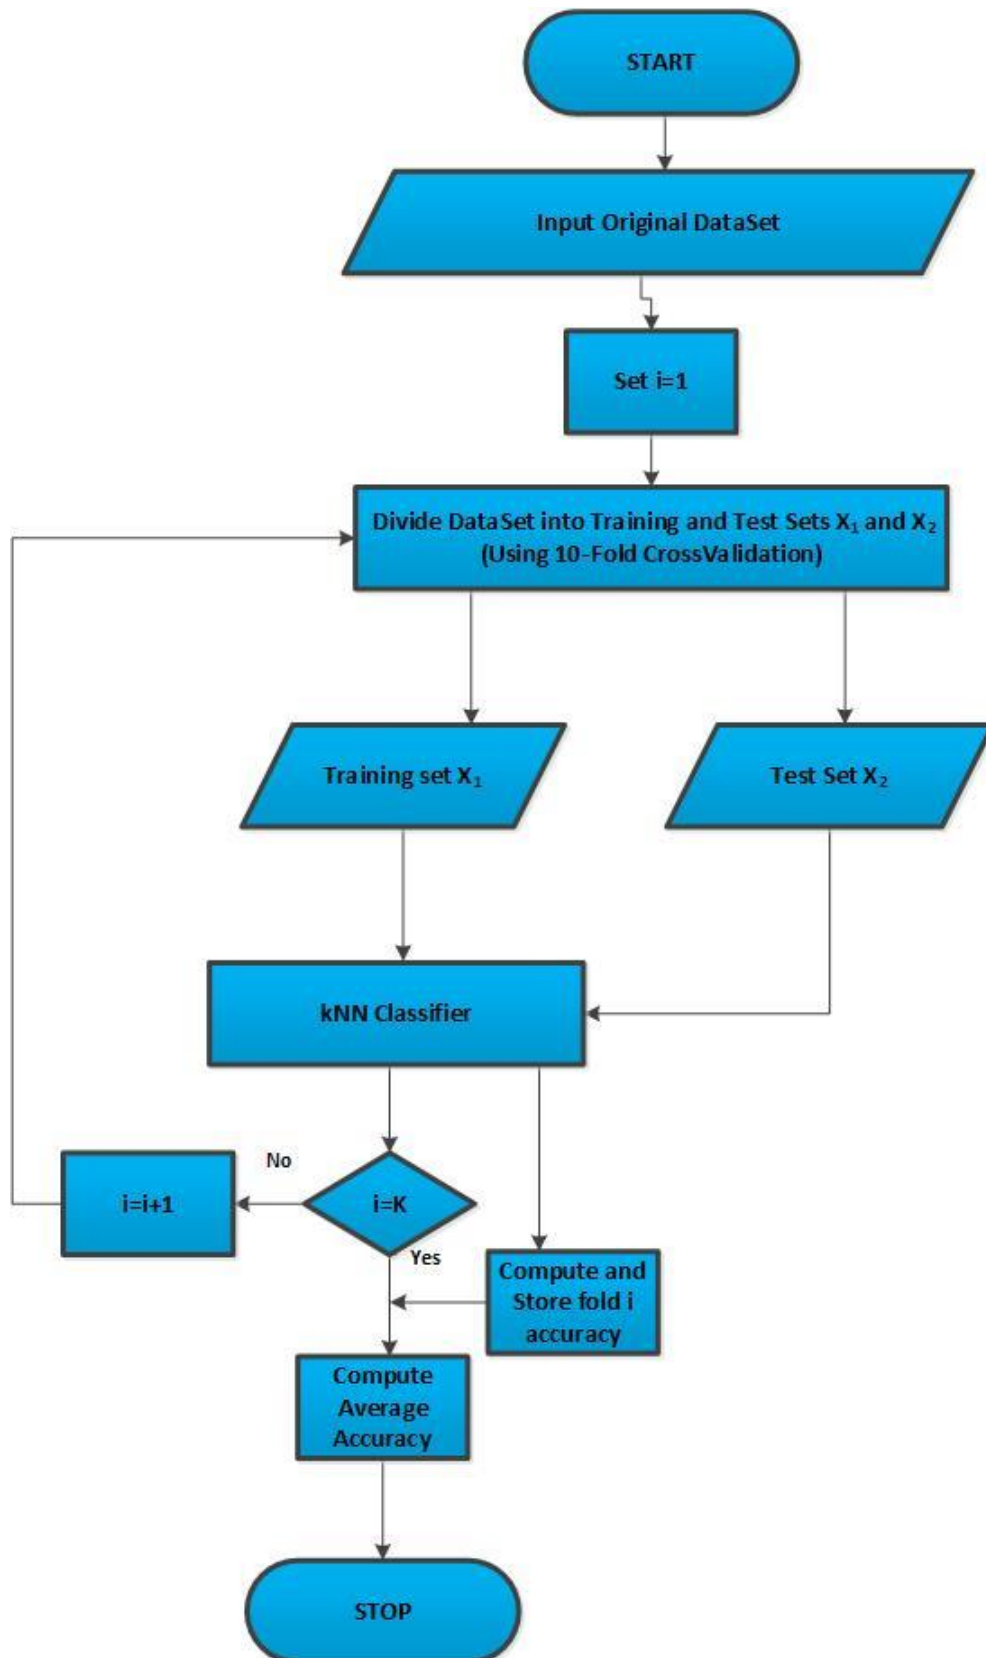 START
Input Original DataSet
Set i=1
Divide DataSet into Training and Test Sets X₁ and X₂
(Using 10-Fold CrossValidation)
Training set X₁
Test Set X₂
kNN Classifier
No
i=i+1
i=K
Yes
Compute and
Store fold i
accuracy
Compute
Average
Accuracy
STOP